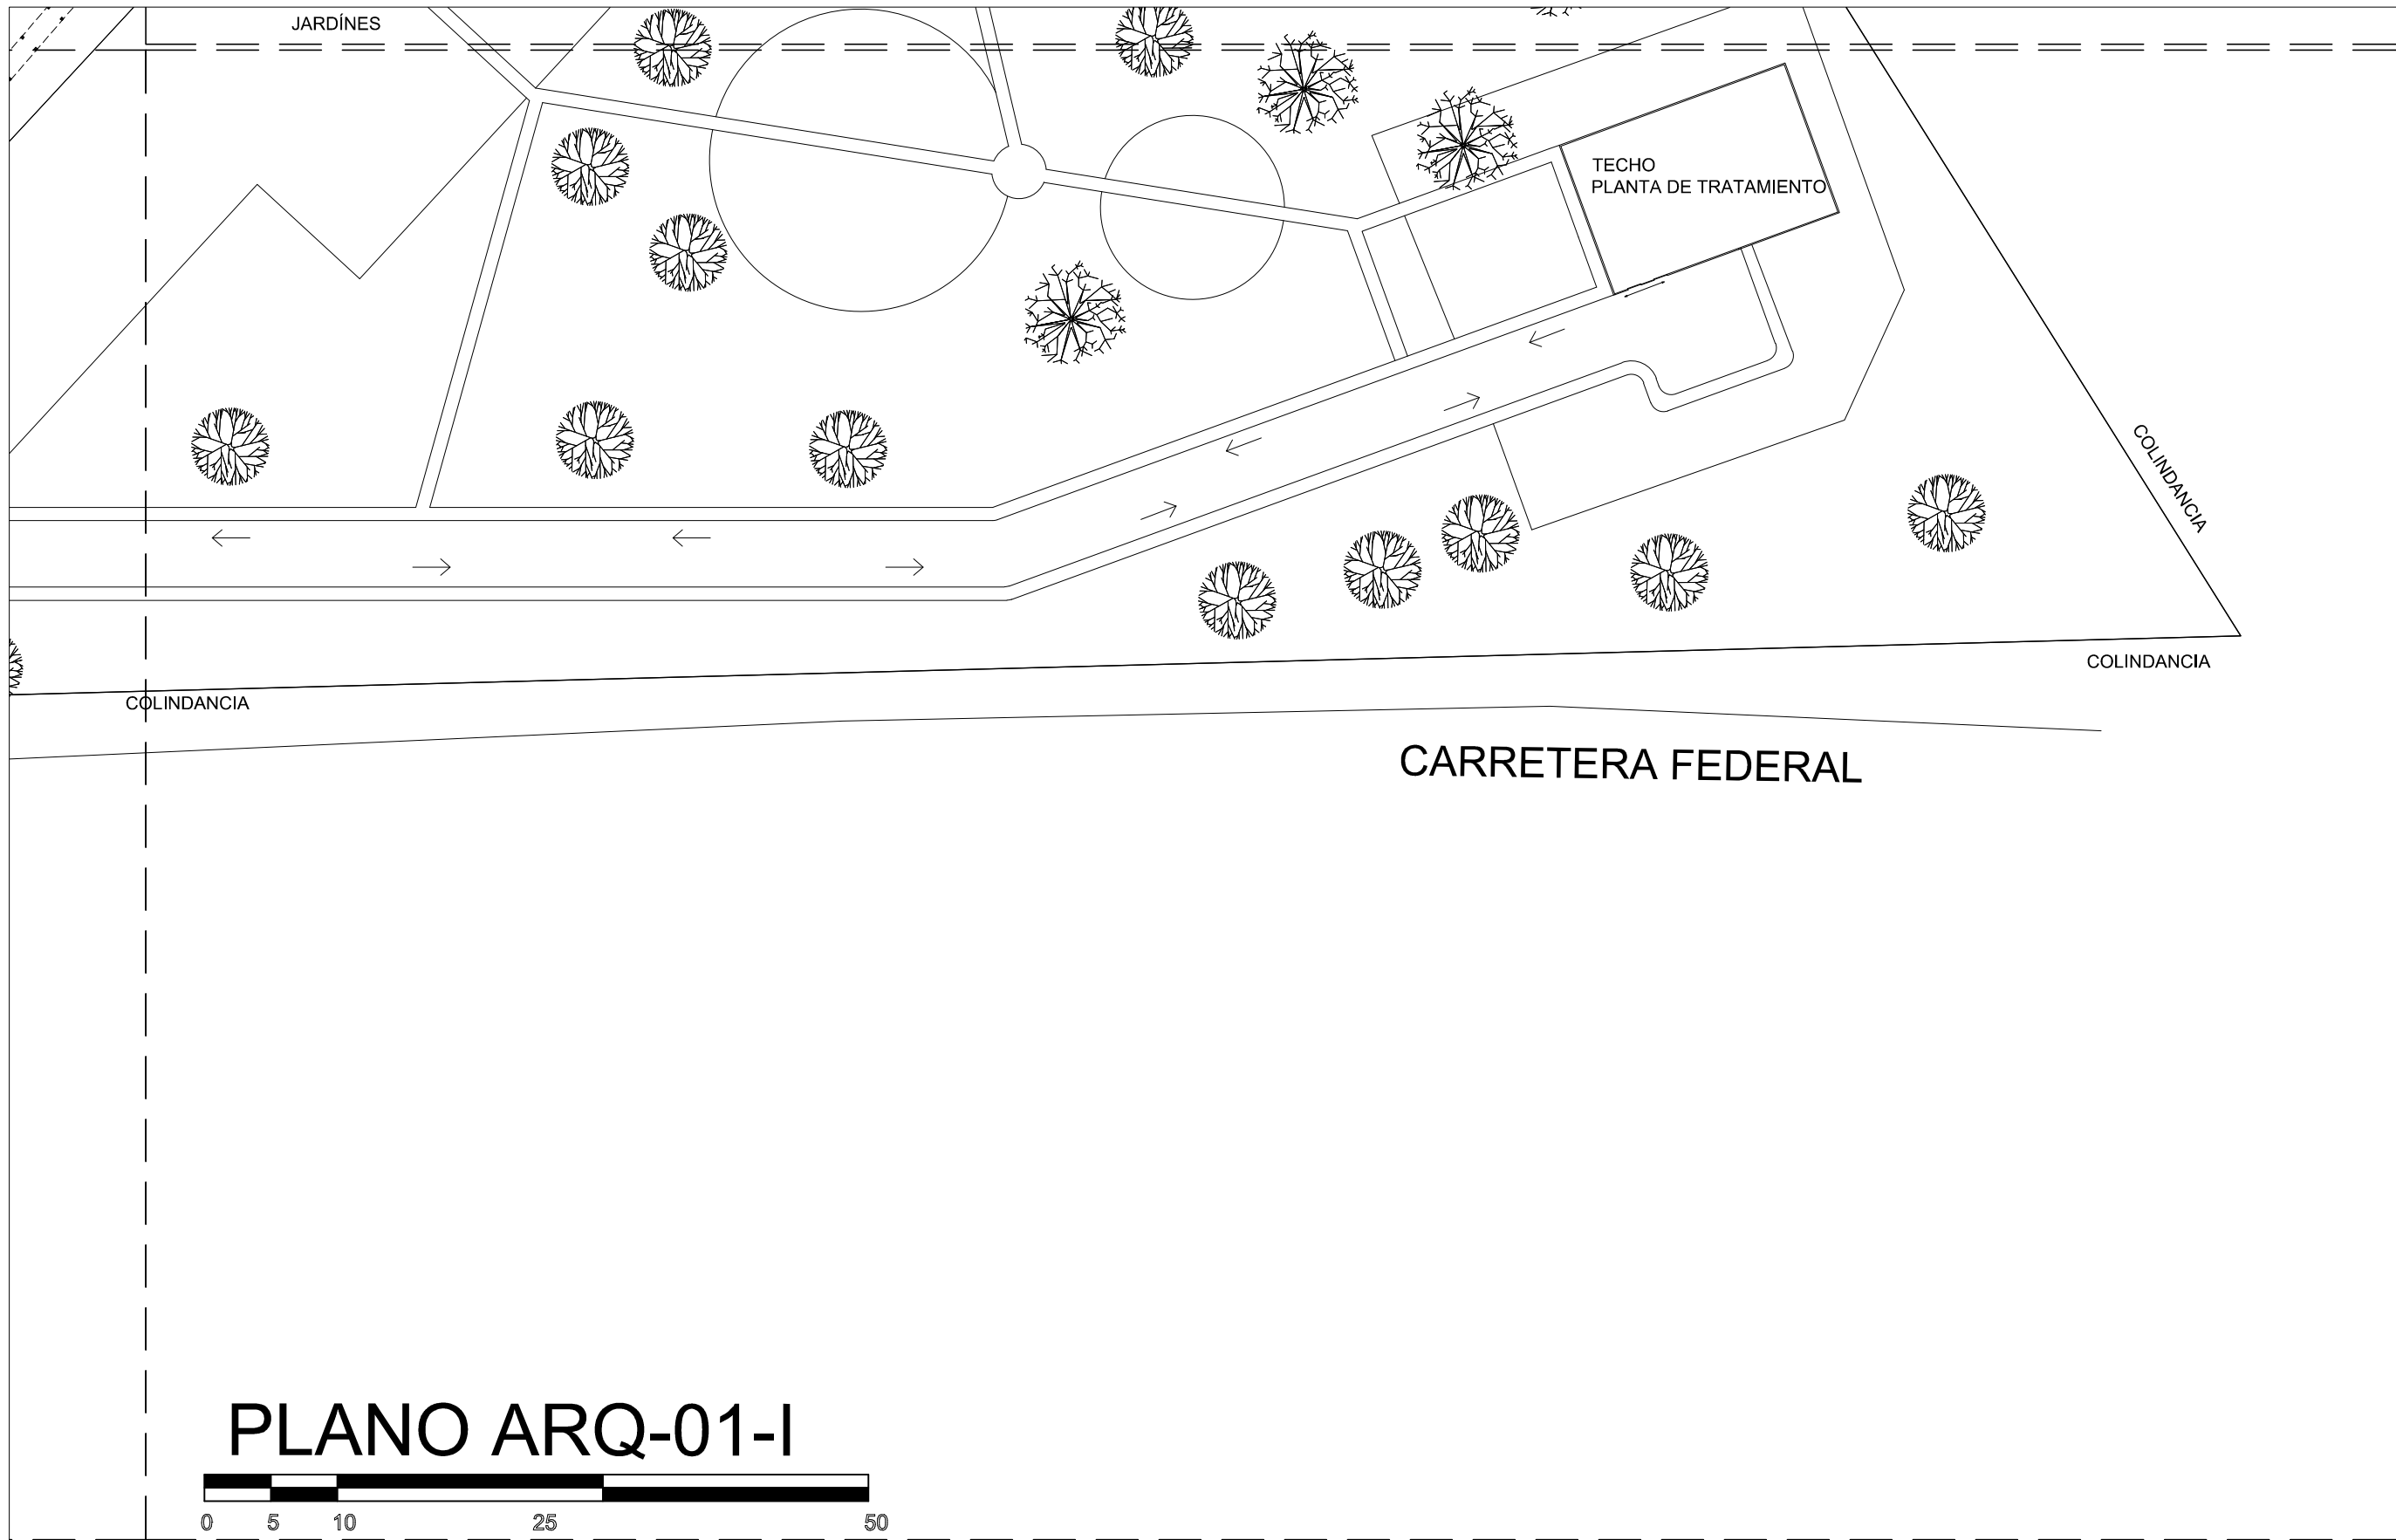 JARDÍNES
TECHO
PLANTA DE TRATAMIENTO
COLINDANCIA
COLINDANCIA
COLINDANCIA
CARRETERA FEDERAL
PLANO ARQ-01-I
0 5 10 25 50